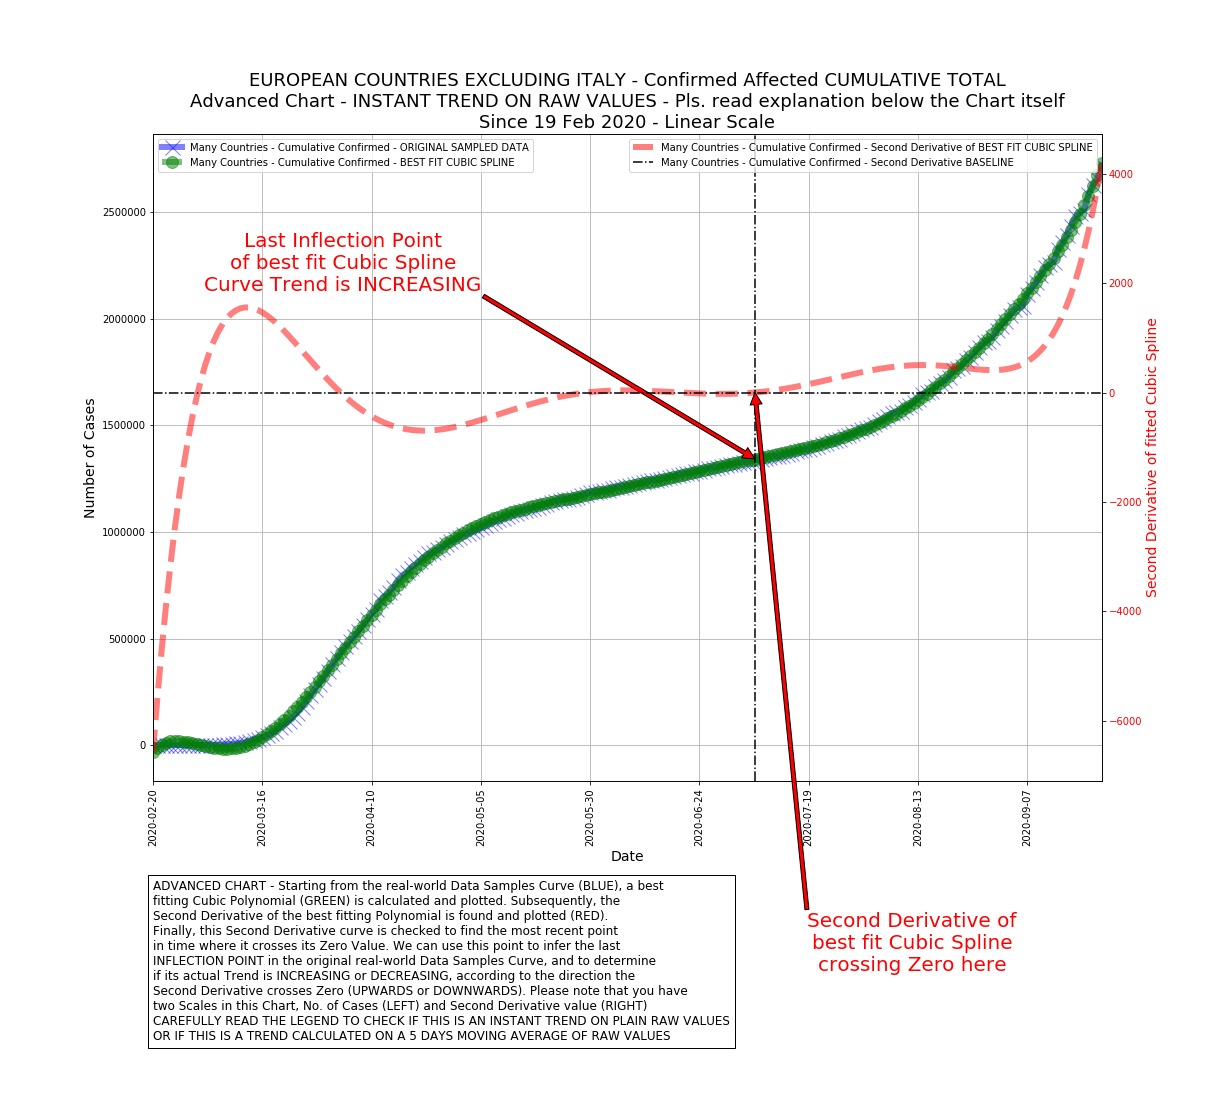 EUROPEAN COUNTRIES EXCLUDING ITALY - Confirmed Affected CUMULATIVE TOTAL
Advanced Chart - INSTANT TREND ON RAW VALUES - Pls. read explanation below the Chart itself
Since 19 Feb 2020 - Linear Scale
Many Countries - Cumulative Confirmed - ORIGINAL SAMPLED DATA
Many Countries - Cumulative Confirmed - BEST FIT CUBIC SPLINE
Many Countries - Cumulative Confirmed - Second Derivative of BEST FIT CUBIC SPLINE
Many Countries - Cumulative Confirmed - Second Derivative BASELINE
Last Inflection Point
of best fit Cubic Spline
Curve Trend is INCREASING
Number of Cases
2500000
2000000
1500000
1000000
500000
0
4000
2000
0
−2000
−4000
−6000
Second Derivative of fitted Cubic Spline
2020-02-20
2020-03-16
2020-04-10
2020-05-05
2020-05-30
2020-06-24
2020-07-19
2020-08-13
2020-09-07
Date
Second Derivative of
best fit Cubic Spline
crossing Zero here
ADVANCED CHART - Starting from the real-world Data Samples Curve (BLUE), a best
fitting Cubic Polynomial (GREEN) is calculated and plotted. Subsequently, the
Second Derivative of the best fitting Polynomial is found and plotted (RED).
Finally, this Second Derivative curve is checked to find the most recent point
in time where it crosses its Zero Value. We can use this point to infer the last
INFLECTION POINT in the original real-world Data Samples Curve, and to determine
if its actual Trend is INCREASING or DECREASING, according to the direction the
Second Derivative crosses Zero (UPWARDS or DOWNWARDS). Please note that you have
two Scales in this Chart, No. of Cases (LEFT) and Second Derivative value (RIGHT)
CAREFULLY READ THE LEGEND TO CHECK IF THIS IS AN INSTANT TREND ON PLAIN RAW VALUES
OR IF THIS IS A TREND CALCULATED ON A 5 DAYS MOVING AVERAGE OF RAW VALUES